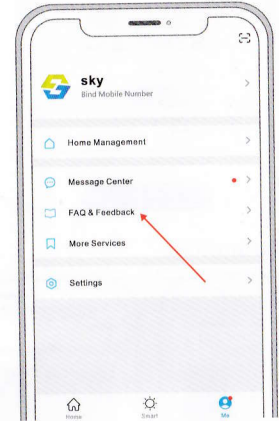 sky
Bind Mobile Number
Home Management
Message Center
FAQ & Feedback
More Services
Settings
Home
Smart
Me